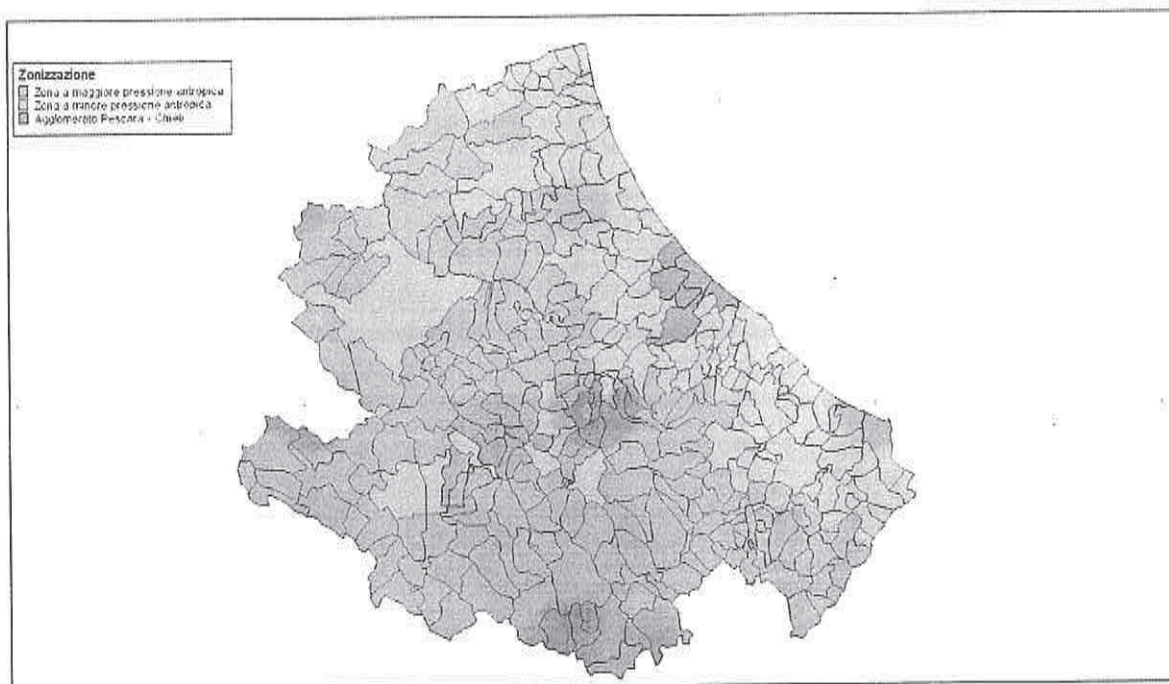 Zonizzazione
Zona a maggiore pressione antropica
Zona a minore pressione antropica
Agglomerato Pescara - Chieti